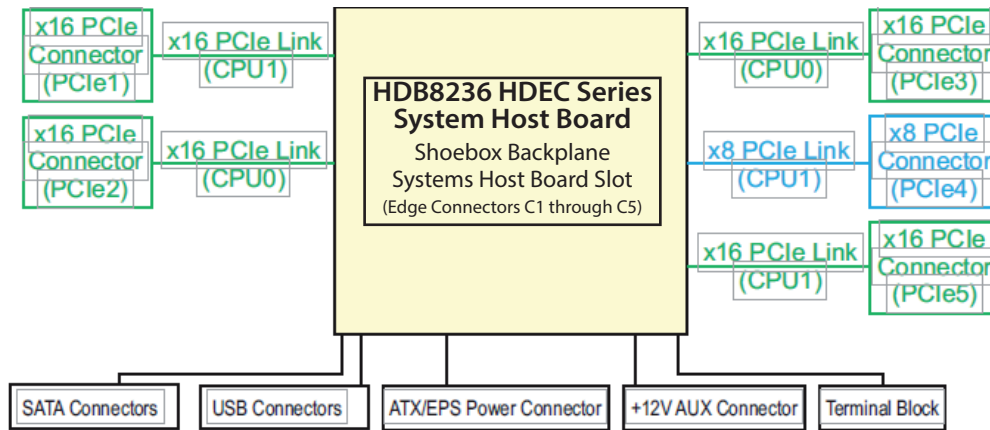 x16 PCIe
Connector
(PCIe1)
x16 PCIe Link
(CPU1)
x16 PCIe
Connector
(PCIe2)
x16 PCIe Link
(CPU0)
HDB8236 HDEC Series
System Host Board
Shoebox Backplane
Systems Host Board Slot
(Edge Connectors C1 through C5)
x16 PCIe Link
(CPU0)
x16 PCIe
Connector
(PCIe3)
x8 PCIe Link
(CPU1)
x8 PCIe
Connector
(PCIe4)
x16 PCIe Link
(CPU1)
x16 PCIe
Connector
(PCIe5)
SATA Connectors
USB Connectors
ATX/EPS Power Connector
+12V AUX Connector
Terminal Block